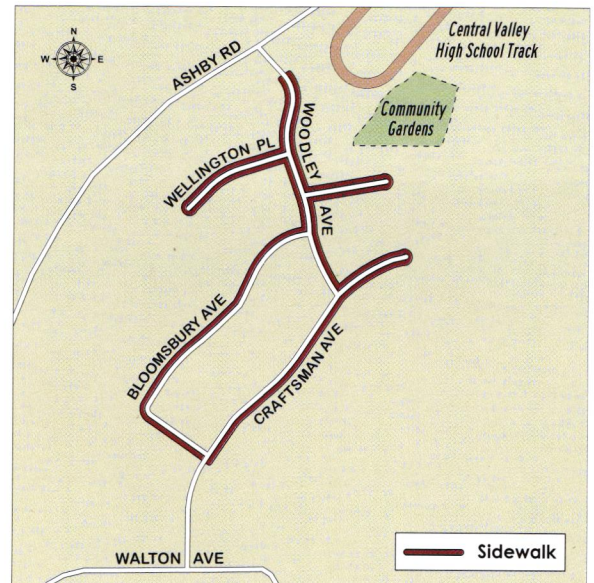 Central Valley
High School Track
N
W E
S
ASHBY RD
Community
Gardens
WOODLEY AVE
WELLINGTON PL
BLOOMSBURY AVE
CRAFTSMAN AVE
WALTON AVE
Sidewalk